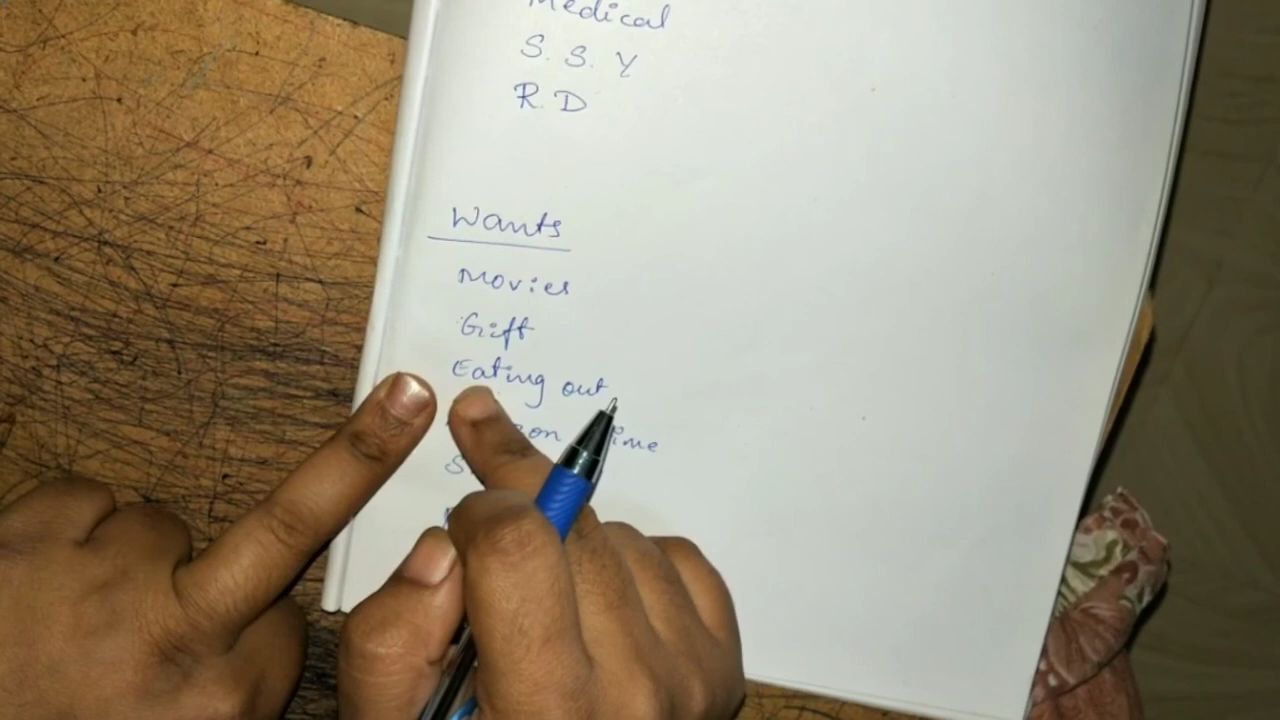 Medical
S. S. Y
R. D
Wants
Movies
Gift
Eating out